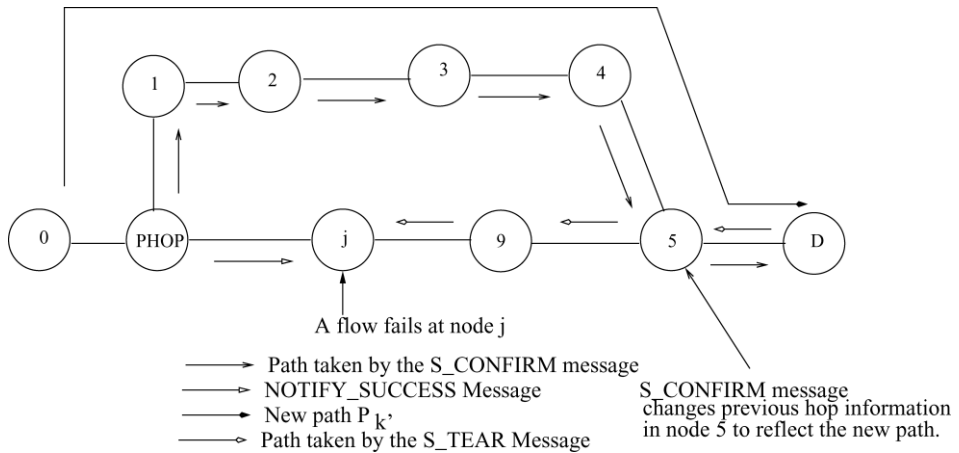 1
2
3
4
0
PHOP
j
9
5
D
A flow fails at node j
Path taken by the S_CONFIRM message
NOTIFY_SUCCESS Message
New path P k’
Path taken by the S_TEAR Message
S_CONFIRM message
changes previous hop information
in node 5 to reflect the new path.